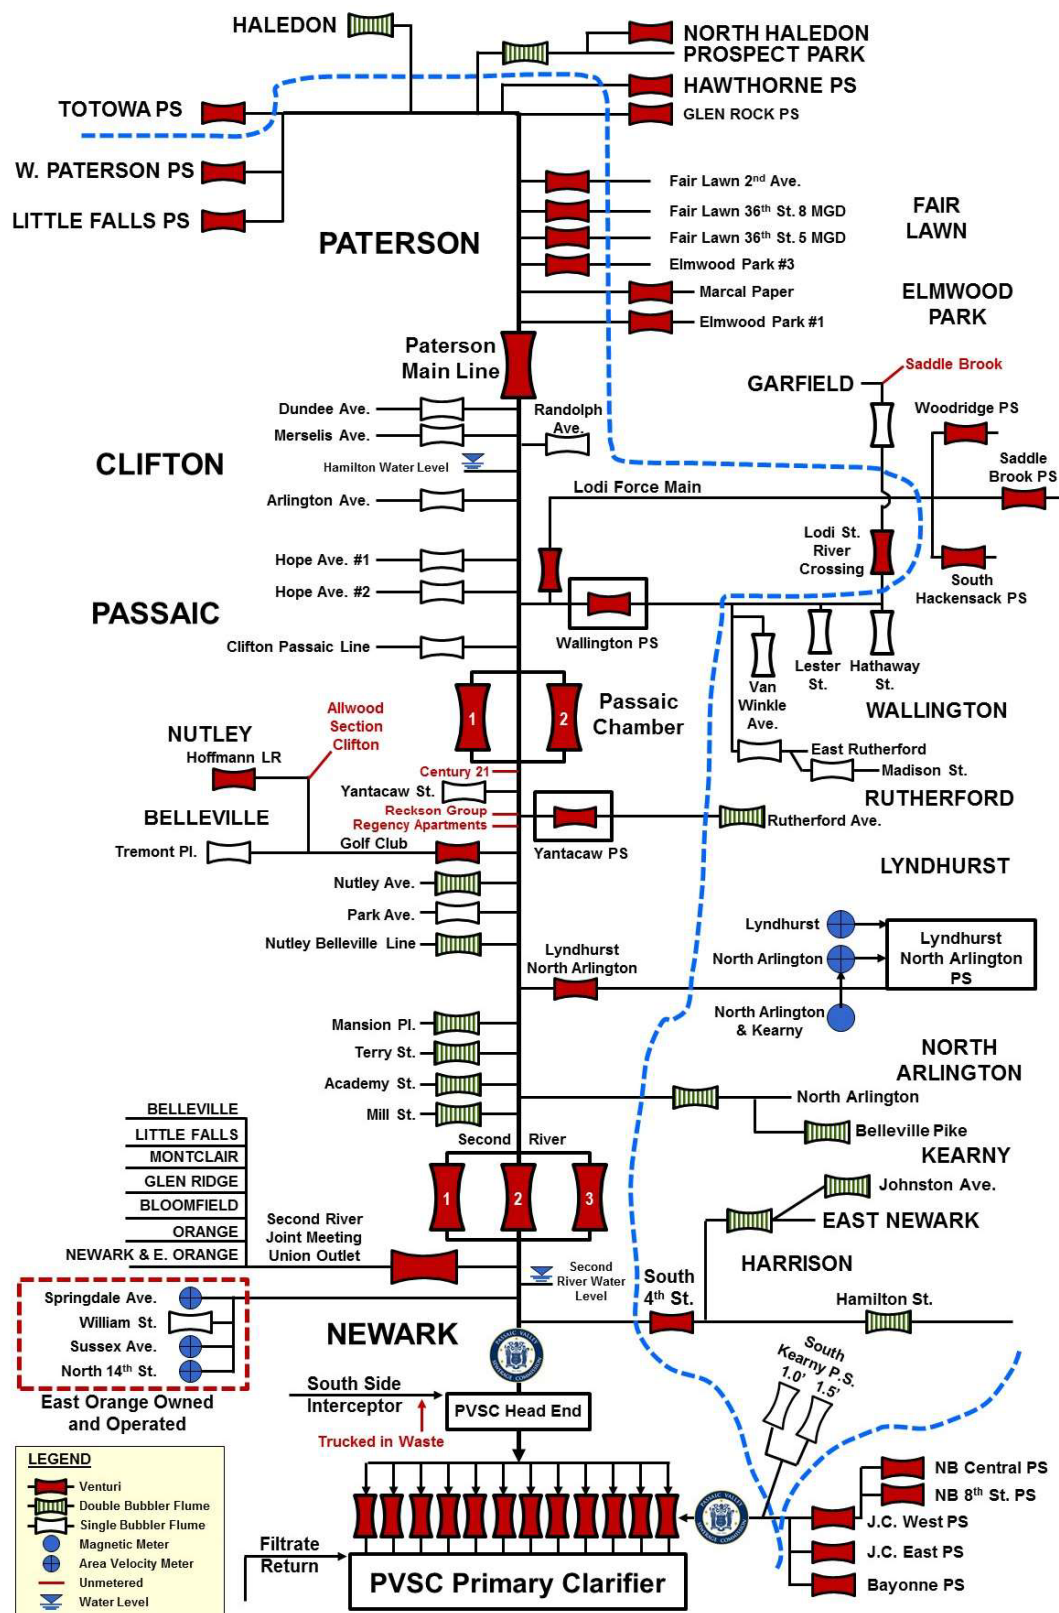 HALEDON
NORTH HALEDON
PROSPECT PARK
HAWTHORNE PS
GLEN ROCK PS
TOTOWA PS
W. PATERSON PS
LITTLE FALLS PS
PATERSON
Fair Lawn 2nd Ave.
Fair Lawn 36th St. 8 MGD
Fair Lawn 36th St. 5 MGD
Elmwood Park #3
Marcal Paper
Elmwood Park #1
FAIR
LAWN
ELMWOOD
PARK
Paterson
Main Line
Saddle Brook
GARFIELD
Dundee Ave.
Merselis Ave.
Randolph
Ave.
Woodridge PS
Hamilton Water Level
CLIFTON
Saddle
Brook PS
Lodi Force Main
Arlington Ave.
Lodi St.
River
Crossing
Hope Ave. #1
Hope Ave. #2
South
Hackensack PS
PASSAIC
Wallington PS
Clifton Passaic Line
Van
Winkle
Ave.
Lester
St.
Hathaway
St.
WALLINGTON
1
2
Passaic
Chamber
Allwood
Section
Clifton
NUTLEY
Hoffmann LR
East Rutherford
Madison St.
Century 21
Yantacaw St.
Reckson Group
Regency Apartments
RUTHERFORD
Rutherford Ave.
BELLEVILLE
Yantacaw PS
Tremont Pl.
Golf Club
LYNDHURST
Nutley Ave.
Park Ave.
Nutley Belleville Line
Lyndhurst
North Arlington
Lyndhurst
North Arlington
North Arlington
& Kearny
Lyndhurst
North Arlington
PS
Mansion Pl.
Terry St.
Academy St.
Mill St.
NORTH
ARLINGTON
North Arlington
Belleville Pike
KEARNY
Johnston Ave.
EAST NEWARK
HARRISON
BELLEVILLE
LITTLE FALLS
MONTCLAIR
GLEN RIDGE
BLOOMFIELD
ORANGE
NEWARK & E. ORANGE
Second River
1
2
3
Second River
Joint Meeting
Union Outlet
Second
River Water
Level
South
4th St.
Hamilton St.
Springdale Ave.
William St.
Sussex Ave.
North 14th St.
East Orange Owned
and Operated
NEWARK
South Side
Interceptor
PVSC Head End
Trucked in Waste
South
Kearny P.S.
1.0'
1.5'
NB Central PS
NB 8th St. PS
J.C. West PS
J.C. East PS
Bayonne PS
Filtrate
Return
PVSC Primary Clarifier
LEGEND
Venturi
Double Bubbler Flume
Single Bubbler Flume
Magnetic Meter
Area Velocity Meter
Unmetered
Water Level